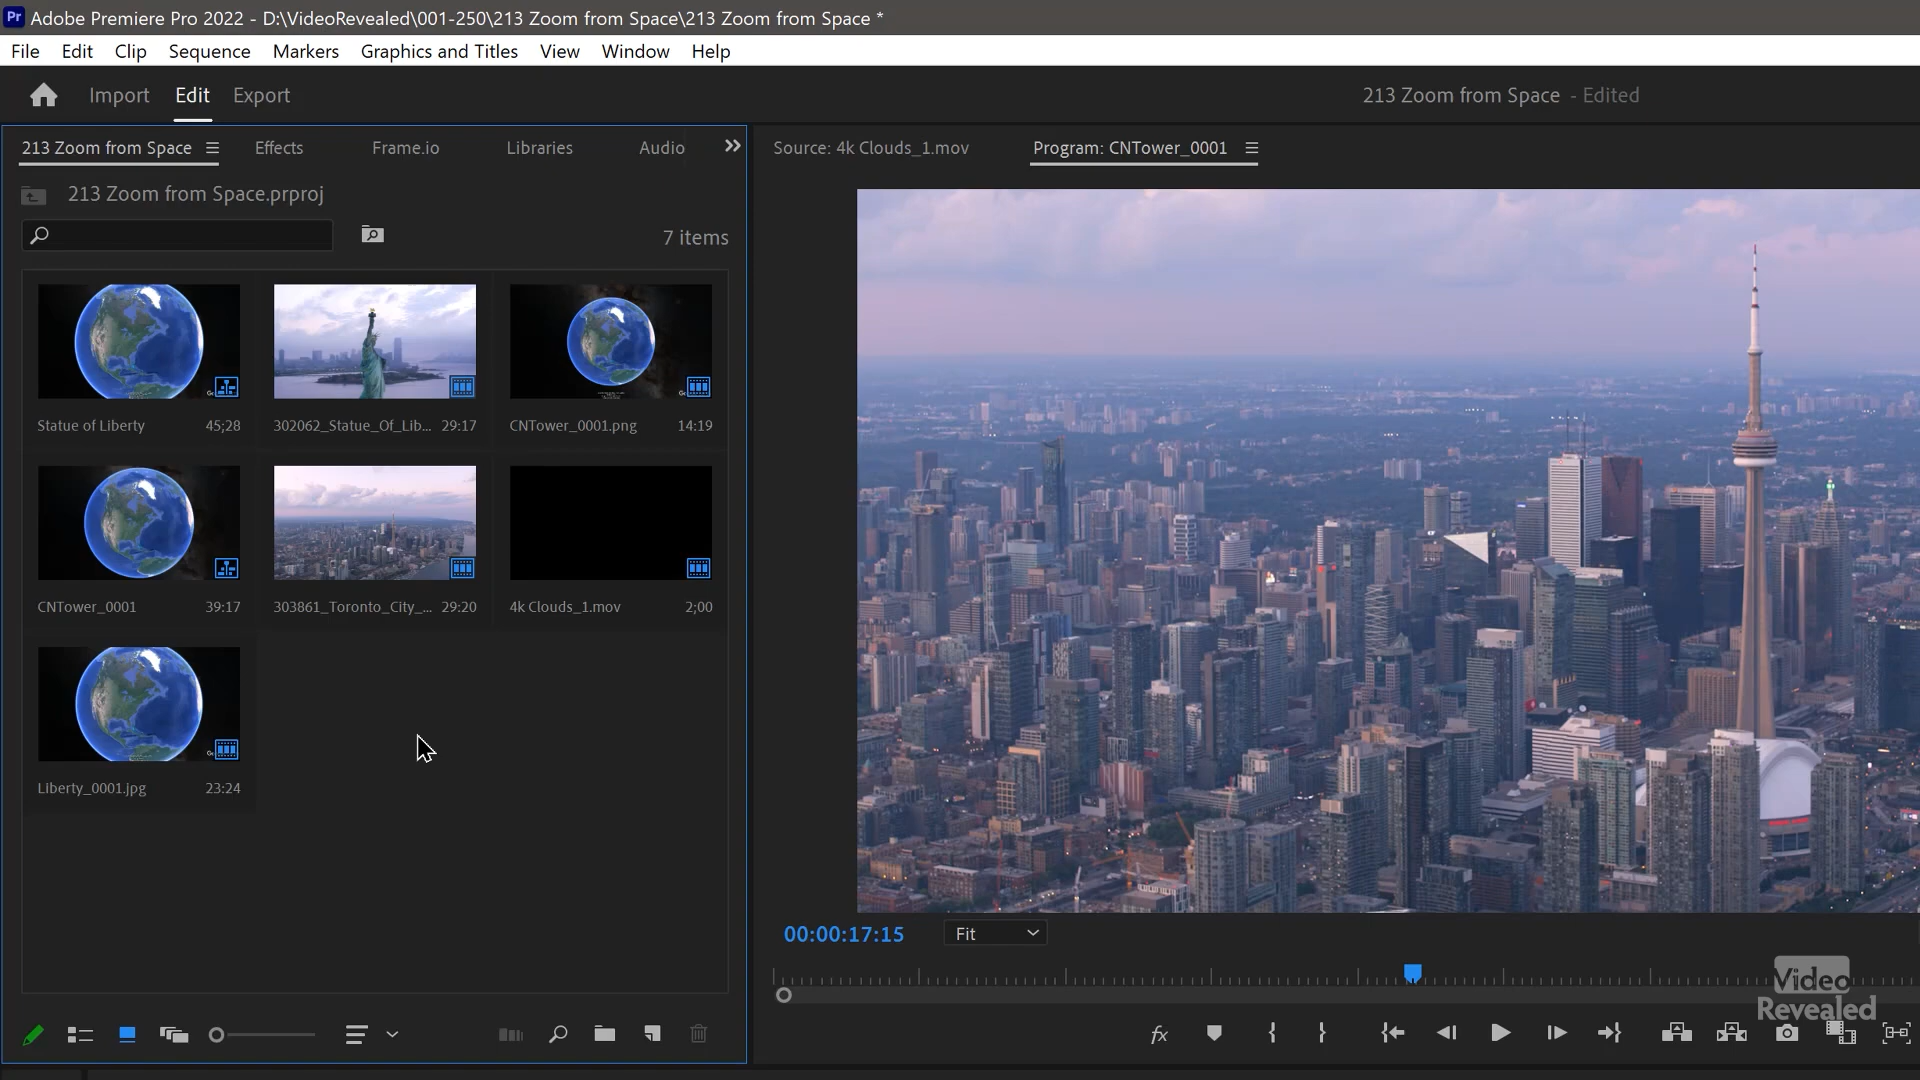 Pr Adobe Premiere Pro 2022 - D:\VideoRevealed\001-250\213 Zoom from Space\213 Zoom from Space *
File Edit Clip Sequence Markers Graphics and Titles View Window Help
Import Edit Export 213 Zoom from Space - Edited
213 Zoom from Space Effects Frame.io Libraries Audio Source: 4k Clouds_1.mov Program: CNTower_0001
213 Zoom from Space.prproj
7 items
Statue of Liberty 45;28 302062_Statue_Of_Lib... 29:17 CNTower_0001.png 14:19
CNTower_0001 39:17 303861_Toronto_City_... 29:20 4k Clouds_1.mov 2;00
Liberty_0001.jpg 23:24
00:00:17:15 Fit
Video
Revealed
fx